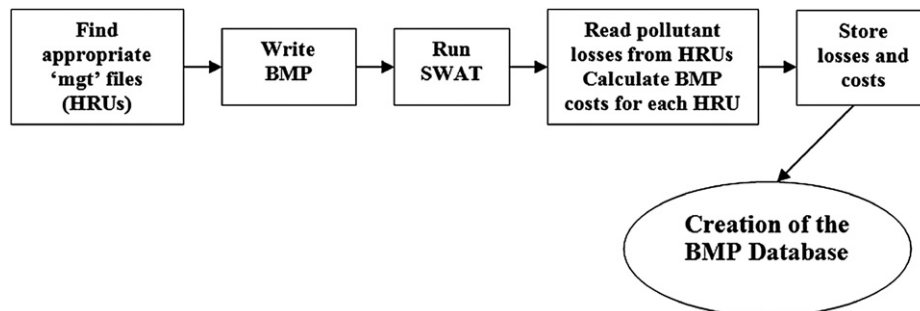 Find
appropriate
‘mgt’ files
(HRUs)
Write
BMP
Run
SWAT
Read pollutant
losses from HRUs
Calculate BMP
costs for each HRU
Store
losses and
costs
Creation of the
BMP Database